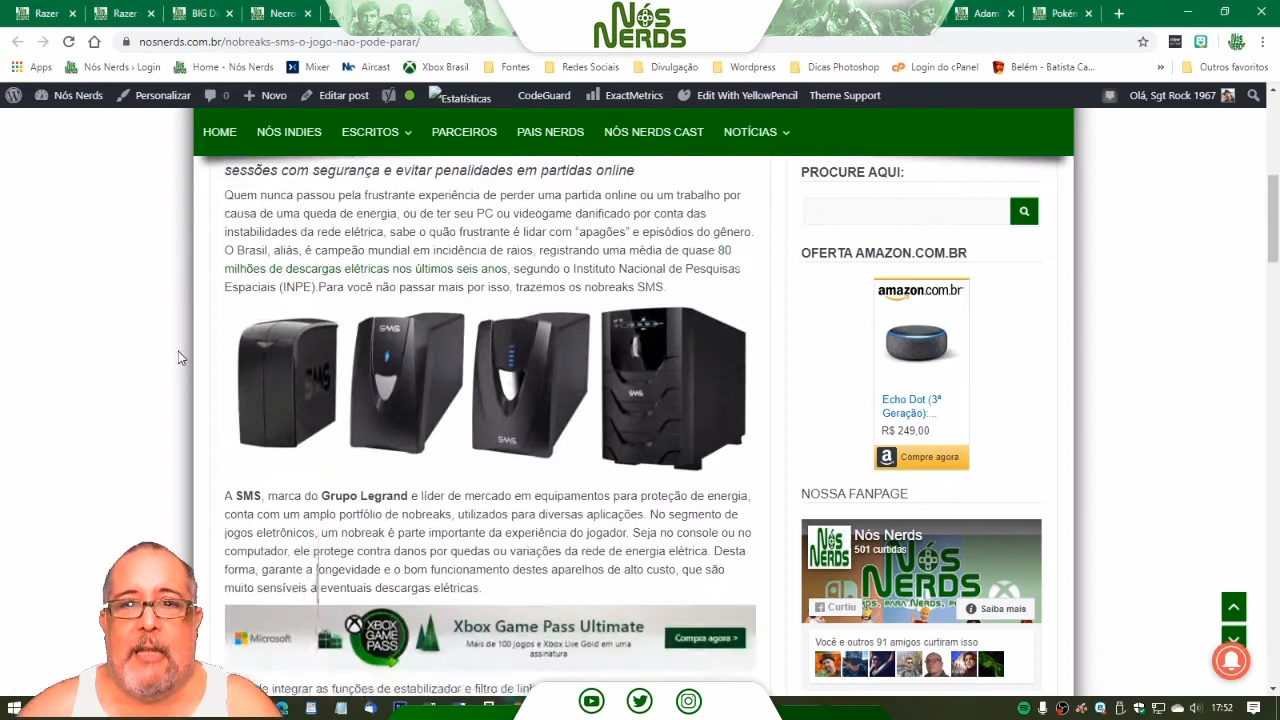 Razer
BIG D
Necro
NÓS
NERDS
Adam
Poké
nosnerds.com.br/nobreaks-sms-o-jogo-nao-pode-parar/
Apps
Nós Nerds › Login
Home - Nós Nerds
Mixer
Aircast
Xbox Brasil
Fontes
Redes Sociais
Divulgação
Wordpress
Dicas Photoshop
Login do cPanel
Belém - Batista Ca...
»
Outros favoritos
Nós Nerds
Personalizar
0
Novo
Editar post
Estatísticas
CodeGuard
ExactMetrics
Edit With YellowPencil
Theme Support
Olá, Sgt Rock 1967
HOME
NÓS INDIES
ESCRITOS
PARCEIROS
PAIS NERDS
NÓS NERDS CAST
NOTÍCIAS
sessões com segurança e evitar penalidades em partidas online
Quem nunca passou pela frustrante experiência de perder uma partida online ou um trabalho por
causa de uma queda de energia, ou de ter seu PC ou videogame danificado por conta das
instabilidades da rede elétrica, sabe o quão frustrante é lidar com “apagões” e episódios do gênero.
O Brasil, aliás, é campeão mundial em incidência de raios, registrando uma média de quase 80
milhões de descargas elétricas nos últimos seis anos, segundo o Instituto Nacional de Pesquisas
Espaciais (INPE).Para você não passar mais por isso, trazemos os nobreaks SMS.
SMS
SMS
SMS
SMS
A SMS, marca do Grupo Legrand e líder de mercado em equipamentos para proteção de energia,
conta com um amplo portfólio de nobreaks, utilizados para diversas aplicações. No segmento de
jogos eletrônicos, um nobreak é parte importante da experiência do jogador. Seja no console ou no
computador, ele protege contra danos por quedas ou variações da rede de energia elétrica. Desta
ma, garante a longevidade e o bom funcionamento destes aparelhos de alto custo, que são
muito sensíveis a eventuais descargas elétricas.
Microsoft
XBOX
GAME
PASS
Xbox Game Pass Ultimate
Mais de 100 jogos e Xbox Live Gold em uma
assinatura
Compre agora >
de integrar as funções de estabilizador e filtro de linh
PROCURE AQUI:
OFERTA AMAZON.COM.BR
amazon.com.br
Echo Dot (3ª
Geração):...
R$ 249,00
Compre agora
NOSSA FANPAGE
NÓS
NERDS
Nós Nerds
501 curtidas
NÓS
NERDS
Curtiu
Saiba mais
Você e outros 91 amigos curtiram isso
17:52